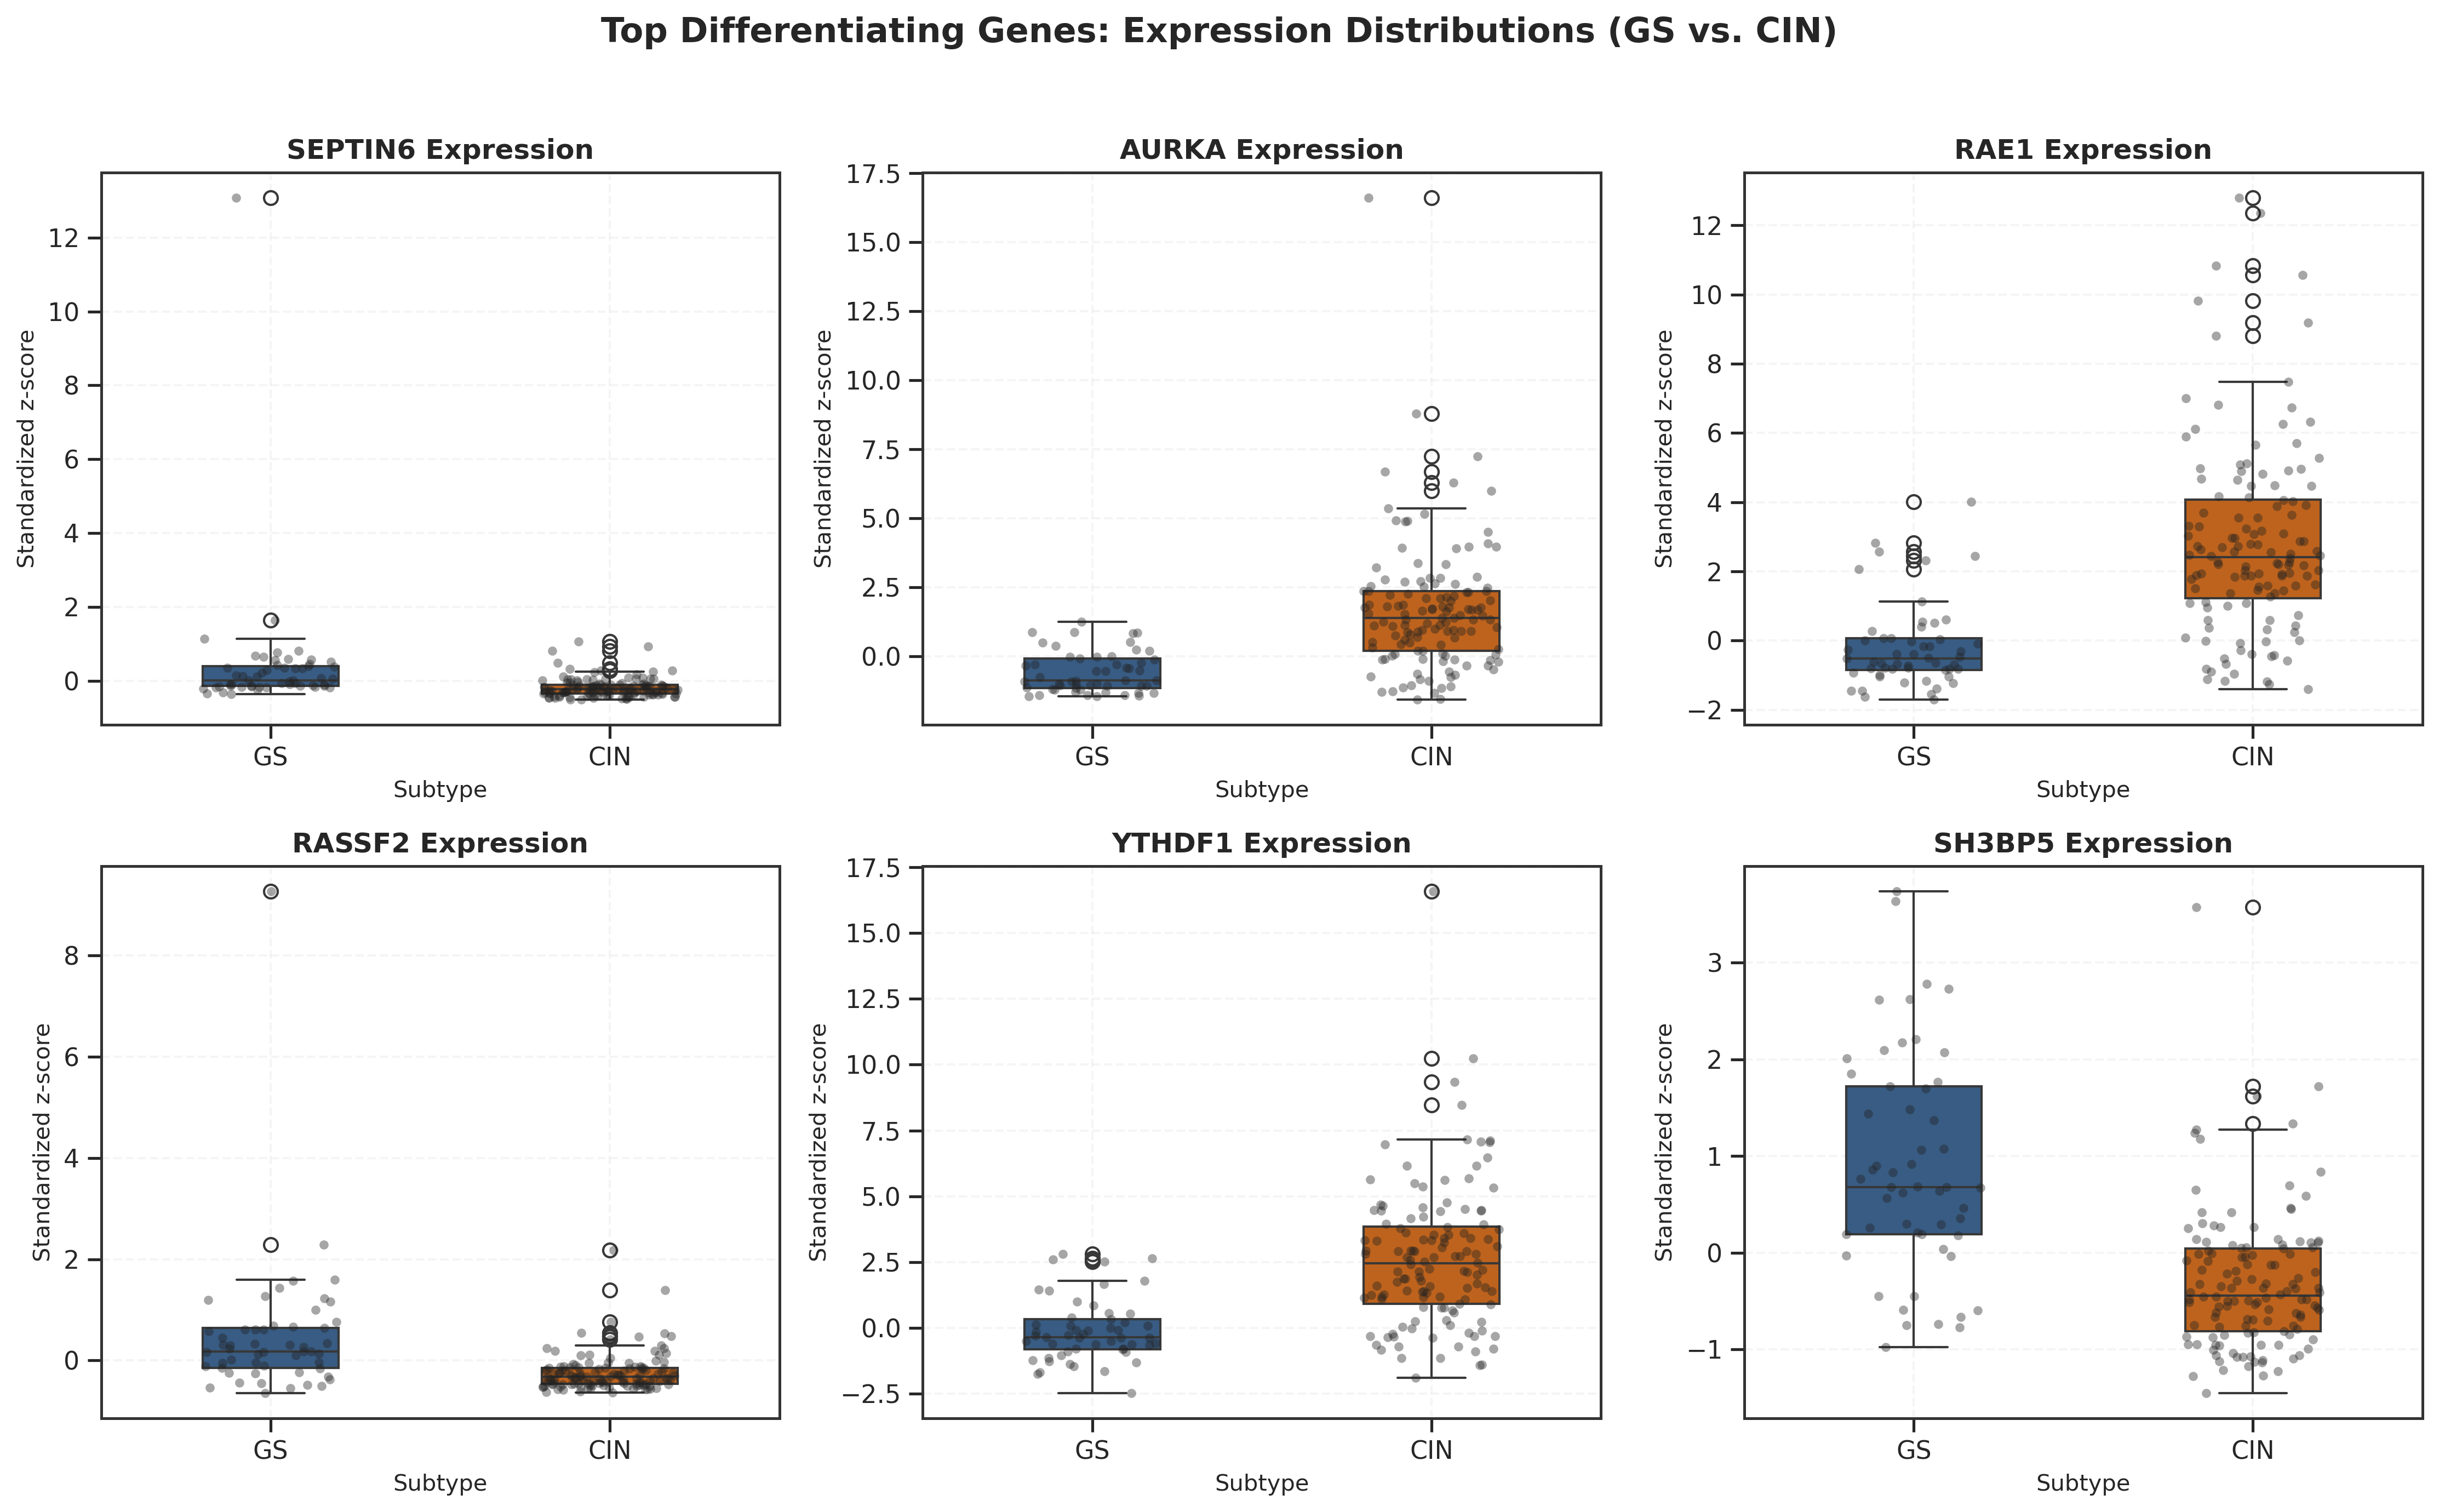 Top Differentiating Genes: Expression Distributions (GS vs. CIN)
SEPTIN6 Expression
Standardized z-score
12
10
8
6
4
2
0
GS
CIN
Subtype
AURKA Expression
Standardized z-score
17.5
15.0
12.5
10.0
7.5
5.0
2.5
0.0
GS
CIN
Subtype
RAE1 Expression
Standardized z-score
12
10
8
6
4
2
0
−2
GS
CIN
Subtype
RASSF2 Expression
Standardized z-score
8
6
4
2
0
GS
CIN
Subtype
YTHDF1 Expression
Standardized z-score
17.5
15.0
12.5
10.0
7.5
5.0
2.5
0.0
−2.5
GS
CIN
Subtype
SH3BP5 Expression
Standardized z-score
3
2
1
0
−1
GS
CIN
Subtype